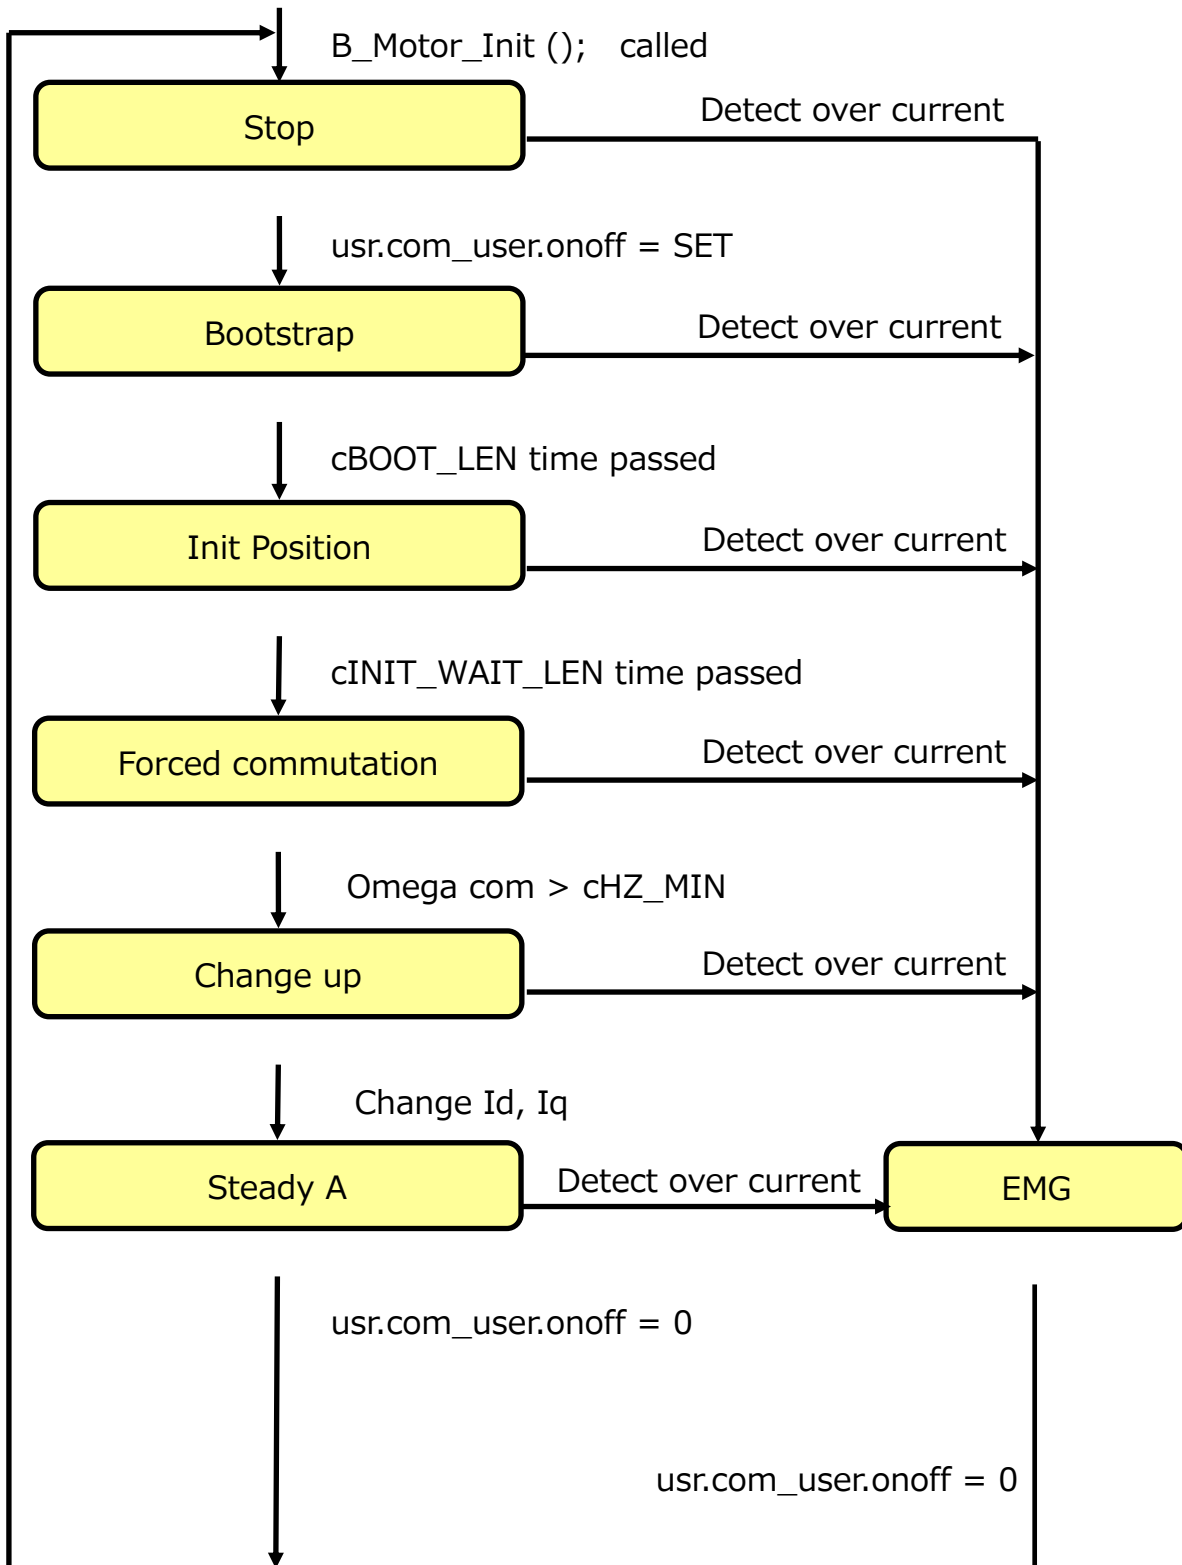 B_Motor_Init (); called
Stop
Detect over current
usr.com_user.onoff = SET
Bootstrap
Detect over current
cBOOT_LEN time passed
Init Position
Detect over current
cINIT_WAIT_LEN time passed
Forced commutation
Detect over current
Omega com > cHZ_MIN
Change up
Detect over current
Change Id, Iq
Steady A
Detect over current
EMG
usr.com_user.onoff = 0
usr.com_user.onoff = 0